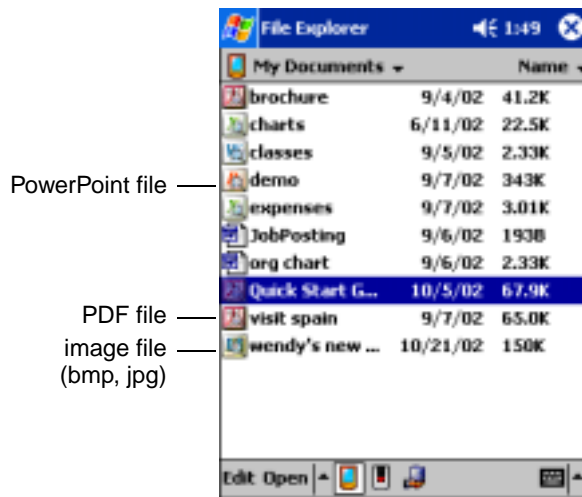 File Explorer 1:49
My Documents Name
brochure 9/4/02 41.2K
charts 6/11/02 22.5K
classes 9/5/02 2.33K
PowerPoint file demo 9/7/02 343K
expenses 9/7/02 3.01K
JobPosting 9/6/02 193B
org chart 9/6/02 2.33K
Quick Start G... 10/5/02 67.9K
PDF file visit spain 9/7/02 65.0K
image file wendy's new ... 10/21/02 150K
(bmp, jpg)
Edit Open